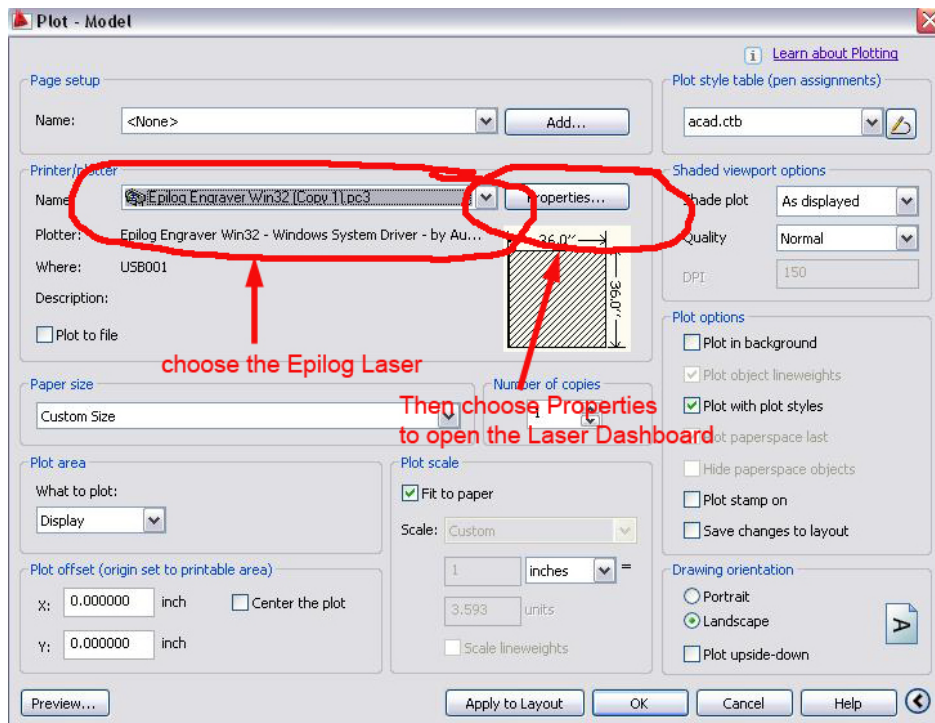 Plot - Model
Learn about Plotting
Page setup
Name: <None> Add...
Plot style table (pen assignments)
acad.ctb
Printer/plotter
Name: Epilog Engraver Win32 (Copy 1).pc3 Properties...
Plotter: Epilog Engraver Win32 - Windows System Driver - by Au...
Where: USB001
Description:
Plot to file
36.0''
36.0''
choose the Epilog Laser
Then choose Properties
to open the Laser Dashboard
Shaded viewport options
Shade plot As displayed
Quality Normal
DPI 150
Paper size
Custom Size
Number of copies
1
Plot options
Plot in background
Plot object lineweights
Plot with plot styles
Plot paperspace last
Hide paperspace objects
Plot stamp on
Save changes to layout
Plot area
What to plot:
Display
Plot scale
Fit to paper
Scale: Custom
1 inches =
3.593 units
Scale lineweights
Plot offset (origin set to printable area)
X: 0.000000 inch Center the plot
Y: 0.000000 inch
Drawing orientation
Portrait
Landscape
Plot upside-down
A
Preview... Apply to Layout OK Cancel Help